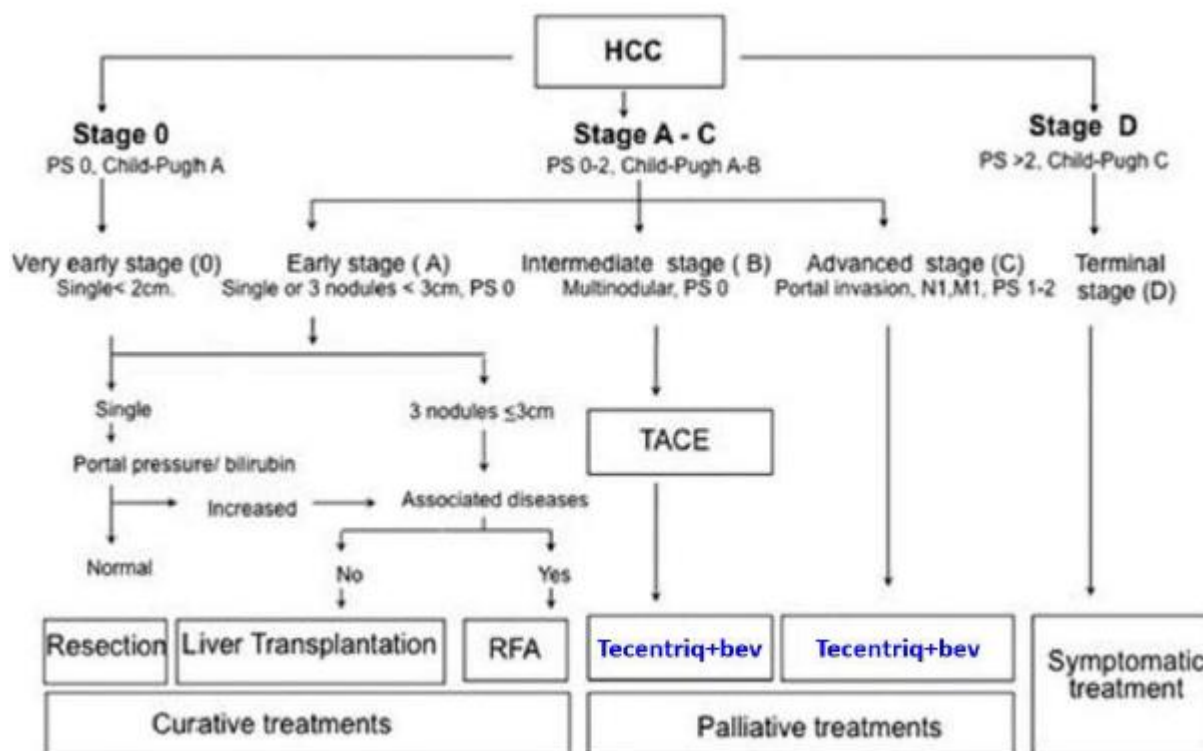 HCC
Stage 0
PS 0, Child-Pugh A
Stage A - C
PS 0-2, Child-Pugh A-B
Stage D
PS >2, Child-Pugh C
Very early stage (0)
Single< 2cm.
Early stage ( A)
Single or 3 nodules < 3cm, PS 0
Intermediate stage ( B)
Multinodular, PS 0
Advanced stage (C)
Portal invasion, N1,M1, PS 1-2
Terminal
stage (D)
Single
3 nodules ≤3cm
TACE
Portal pressure/ bilirubin
Increased
Associated diseases
Normal
No
Yes
Resection
Liver Transplantation
RFA
Tecentriq+bev
Tecentriq+bev
Symptomatic
treatment
Curative treatments
Palliative treatments